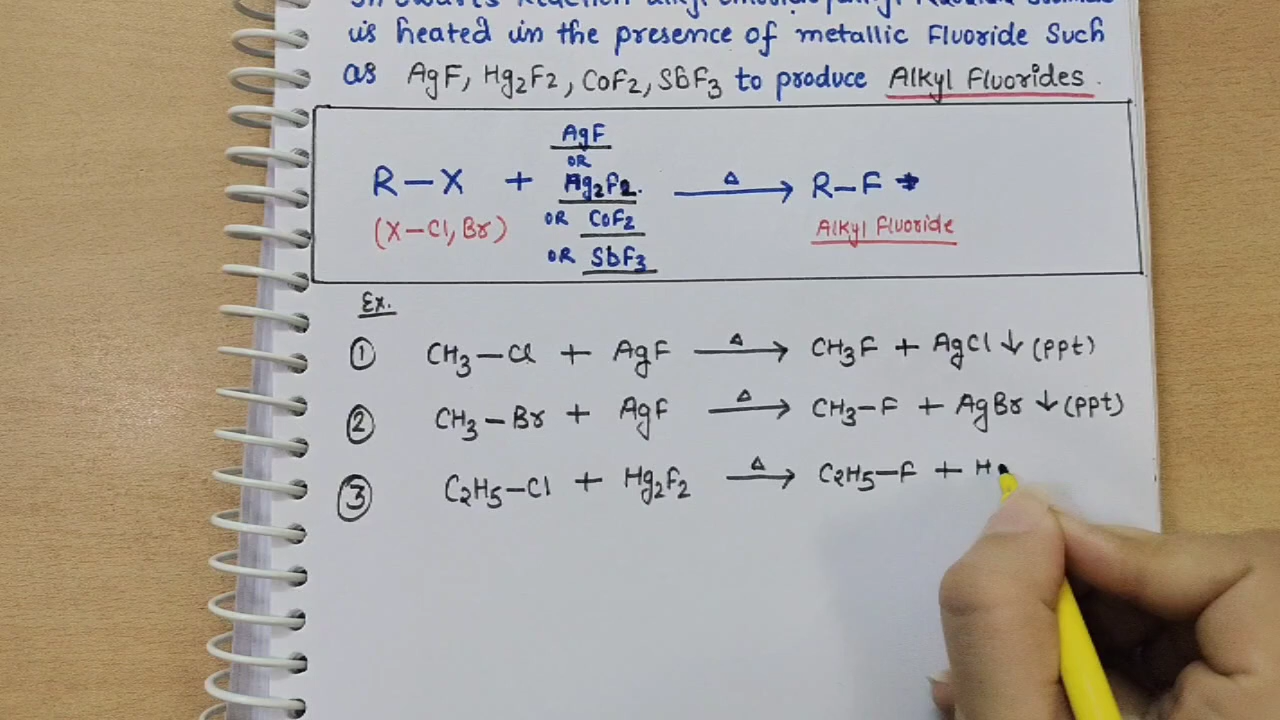 is heated in the presence of metallic Fluoride Such
as AgF, Hg2F2, CoF2, SbF3 to produce Alkyl Fluorides.
AgF
OR
R-X + Ag2F2. Δ→ R-F
(X-Cl, Br) OR CoF2 Alkyl Fluoride
OR SbF3
Ex.
① CH3-Cl + AgF Δ→ CH3F + AgCl ↓ (ppt)
② CH3-Br + AgF Δ→ CH3-F + AgBr ↓ (ppt)
③ C2H5-Cl + Hg2F2 Δ→ C2H5-F + H